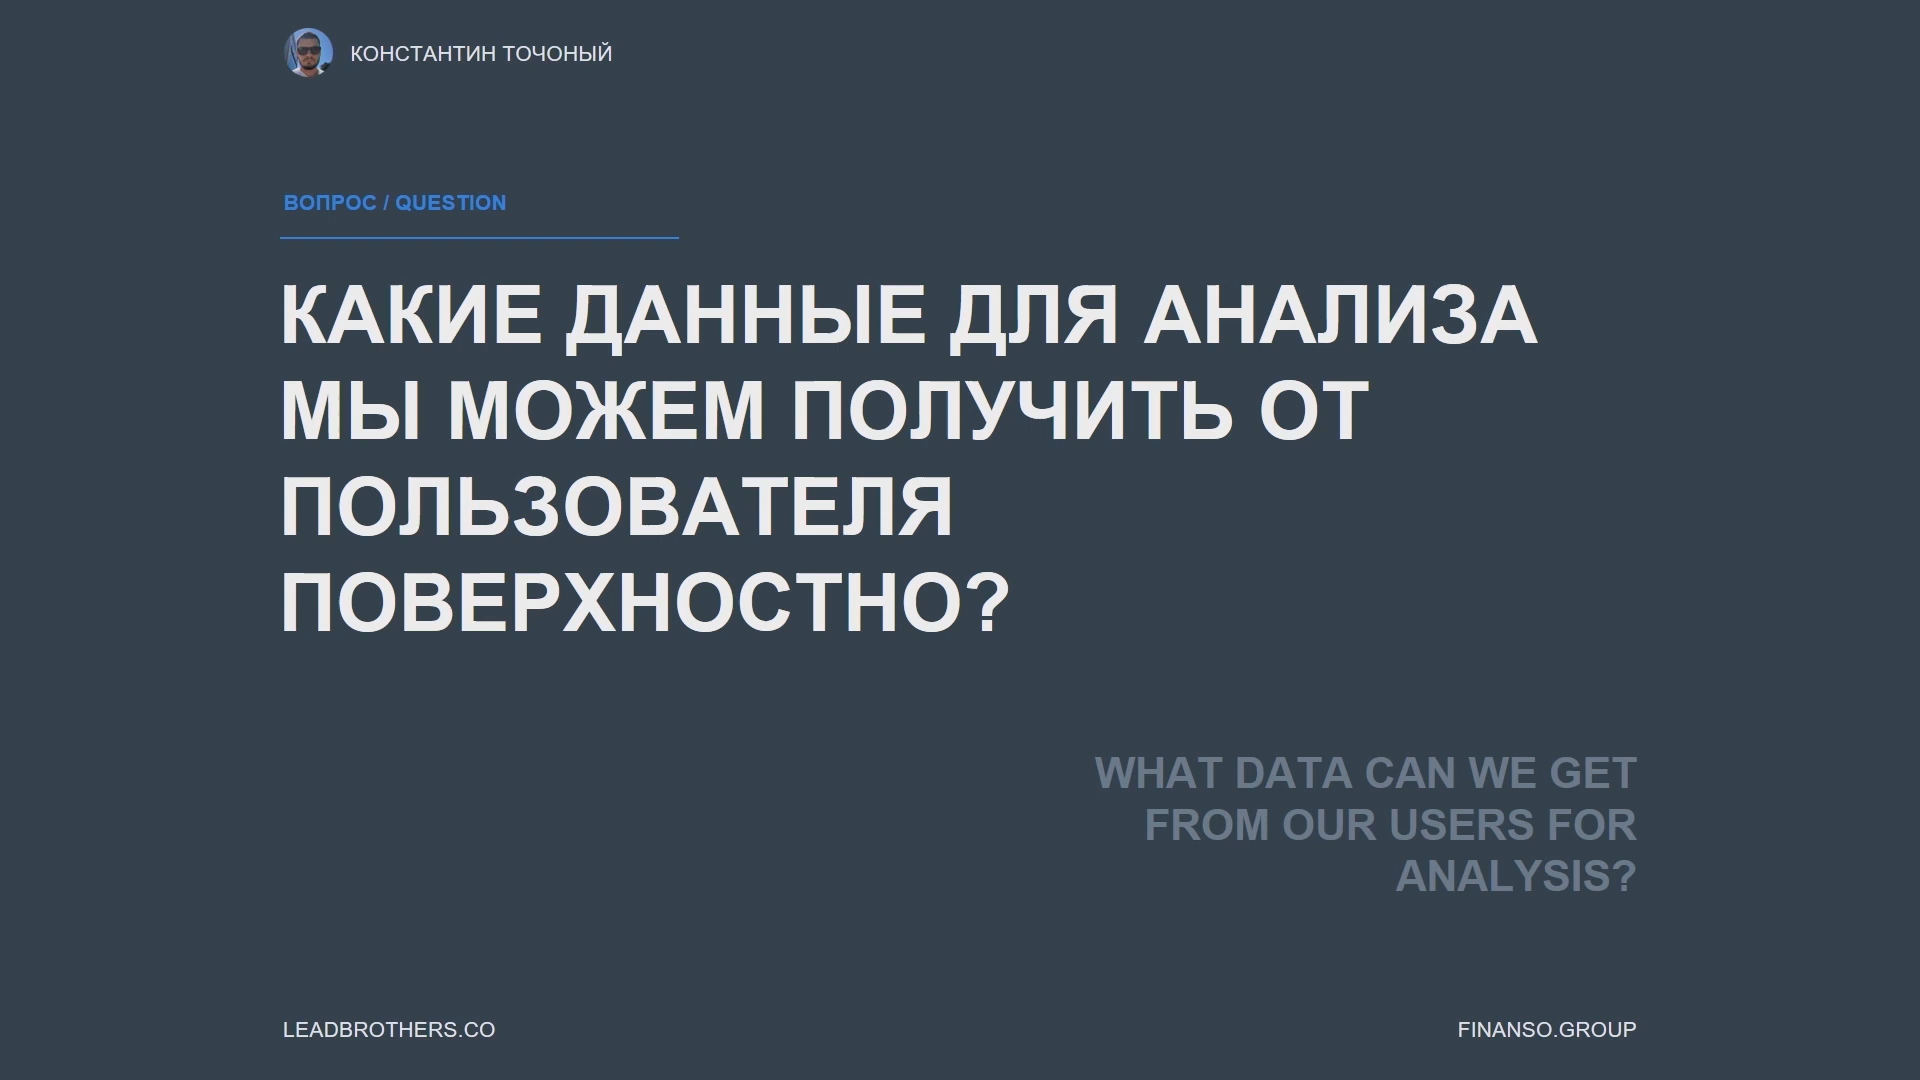 КОНСТАНТИН ТОЧОНЫЙ
ВОПРОС / QUESTION
КАКИЕ ДАННЫЕ ДЛЯ АНАЛИЗА
МЫ МОЖЕМ ПОЛУЧИТЬ ОТ
ПОЛЬЗОВАТЕЛЯ
ПОВЕРХНОСТНО?
WHAT DATA CAN WE GET
FROM OUR USERS FOR
ANALYSIS?
LEADBROTHERS.CO
FINANSO.GROUP